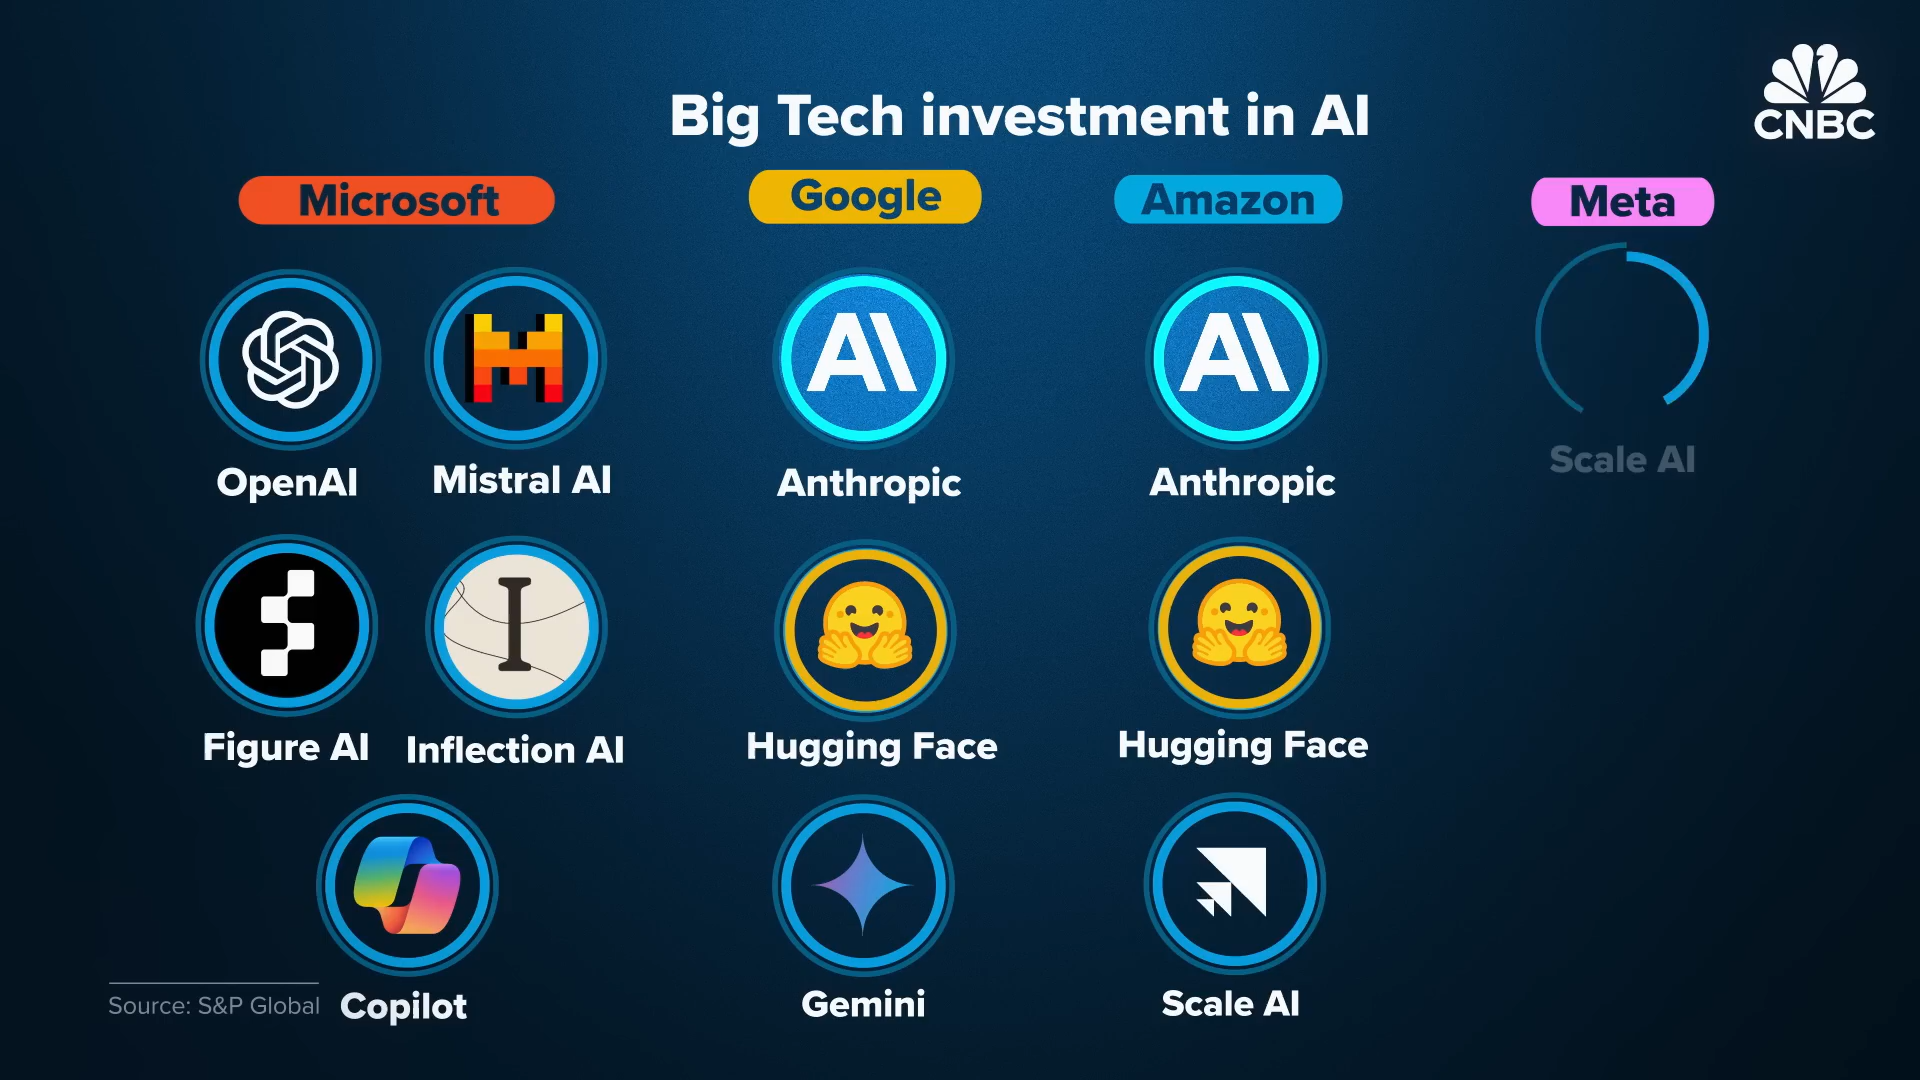 Big Tech investment in AI
CNBC
Microsoft
Google
Amazon
Meta
OpenAI
Mistral AI
Anthropic
Anthropic
Scale AI
Figure AI
Inflection AI
Hugging Face
Hugging Face
Copilot
Gemini
Scale AI
Source: S&P Global